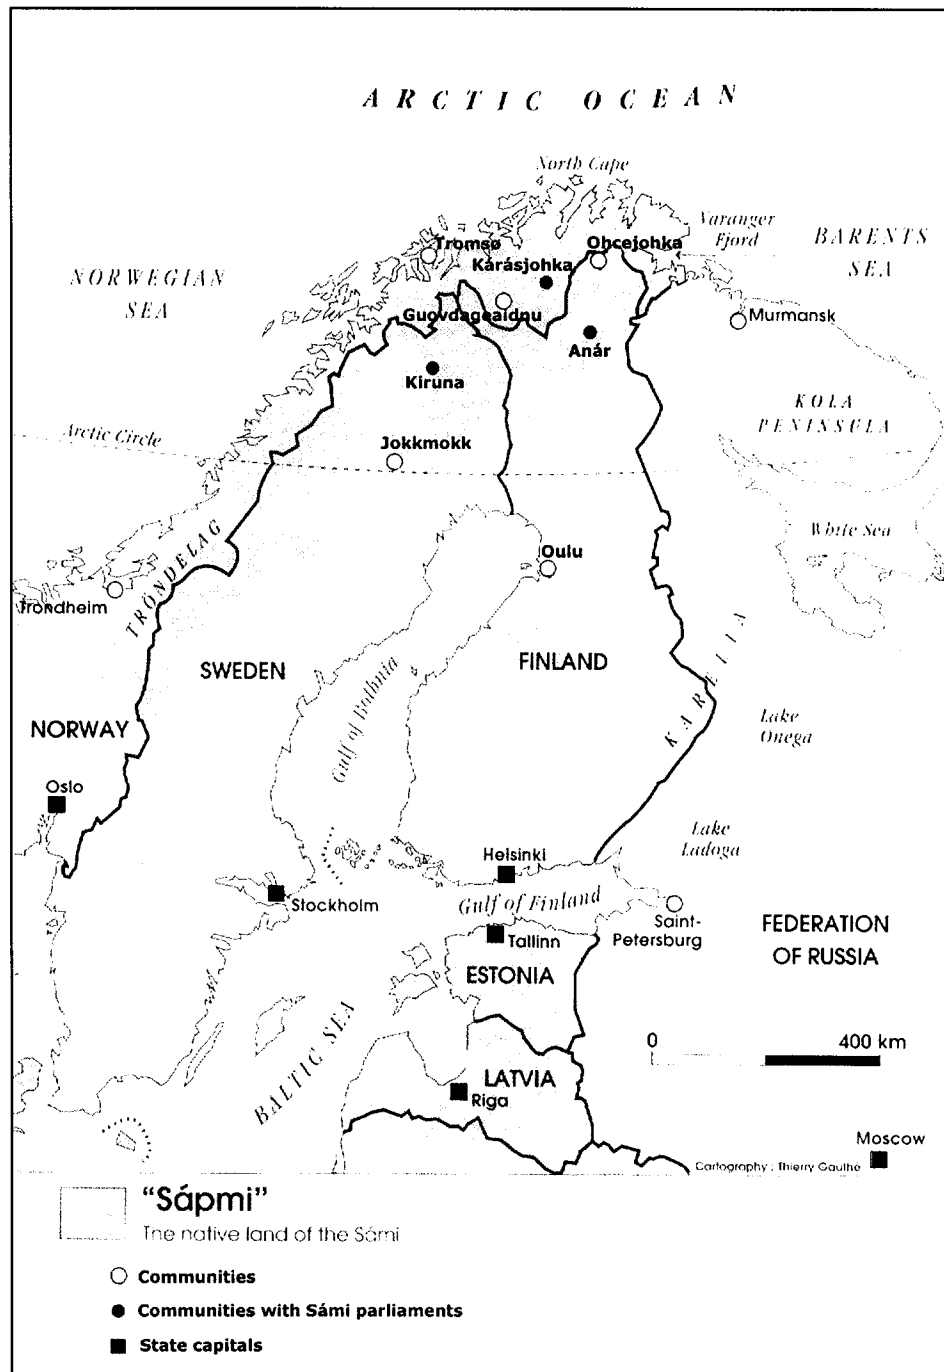 ARCTIC OCEAN
North Cape
Varanger
Fjord
BARENTS
SEA
Tromsø
Ohcejohka
Kárásjohka
NORWEGIAN
SEA
Guovdageaidnu
Murmansk
Anár
Kiruna
KOLA
PENINSULA
Arctic Circle
Jokkmokk
White Sea
TRÖNDELAG
Oulu
Trondheim
SWEDEN
FINLAND
Gulf of Bothnia
KARELIA
NORWAY
Lake
Onega
Oslo
Lake
Ladoga
Helsinki
Stockholm
Gulf of Finland
Saint-
Petersburg
Tallinn
FEDERATION
OF RUSSIA
ESTONIA
BALTIC SEA
0 400 km
LATVIA
Riga
Moscow
Cartography : Thierry Gauthé
"Sápmi"
The native land of the Sámi
Communities
Communities with Sámi parliaments
State capitals